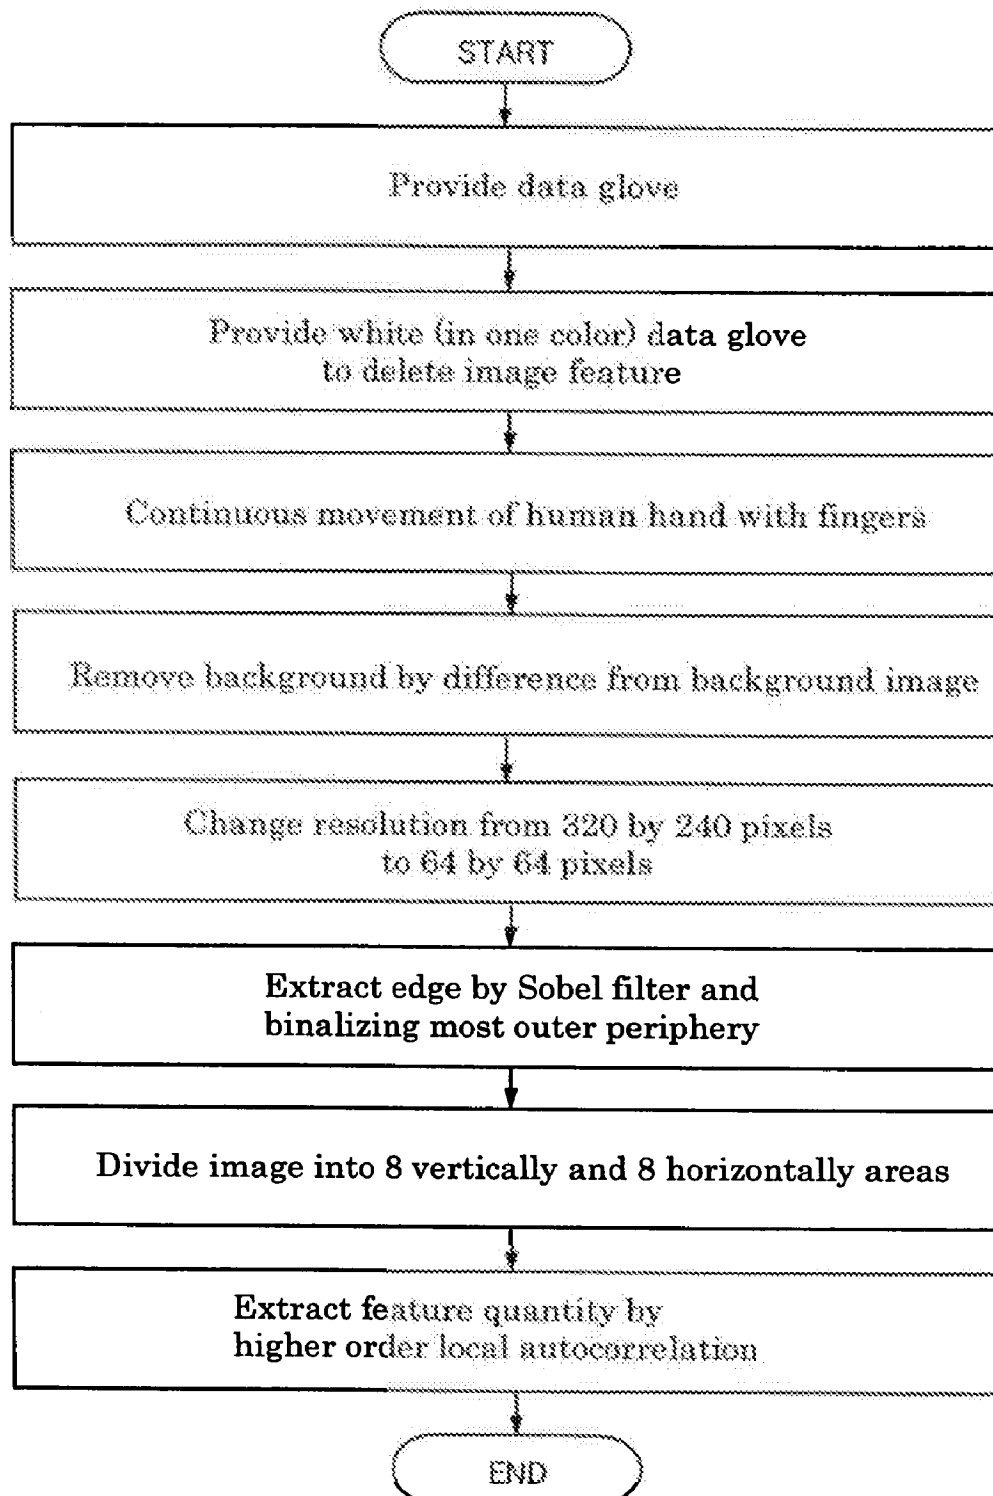 START
Provide data glove
Provide white (in one color) data glove
to delete image feature
Continuous movement of human hand with fingers
Remove background by difference from background image
Change resolution from 320 by 240 pixels
to 64 by 64 pixels
Extract edge by Sobel filter and
binalizing most outer periphery
Divide image into 8 vertically and 8 horizontally areas
Extract feature quantity by
higher order local autocorrelation
END